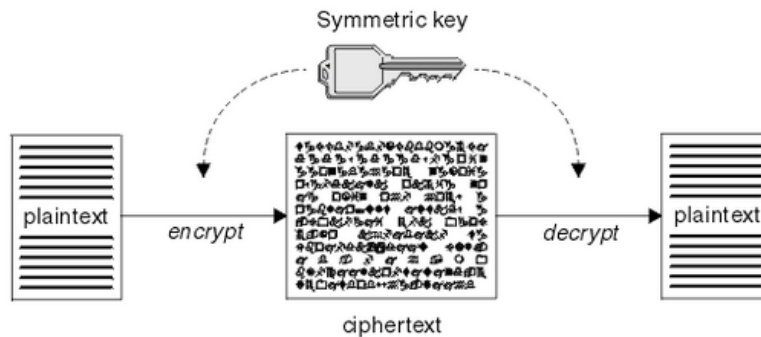 Symmetric key
plaintext
encrypt
decrypt
plaintext
ciphertext